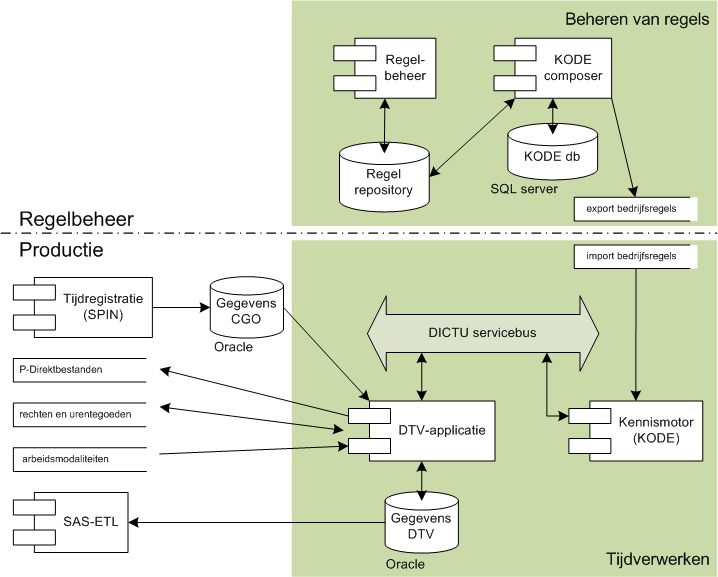 Beheren van regels
Regel-
beheer
KODE
composer
Regel
repository
KODE db
SQL server
export bedrijfsregels
Regelbeheer
Productie
import bedrijfsregels
Tijdregistratie
(SPIN)
Gegevens
CGO
Oracle
DICTU servicebus
P-Direktbestanden
rechten en urentegoeden
DTV-applicatie
Kennismotor
(KODE)
arbeidsmodaliteiten
SAS-ETL
Gegevens
DTV
Oracle
Tijdverwerken